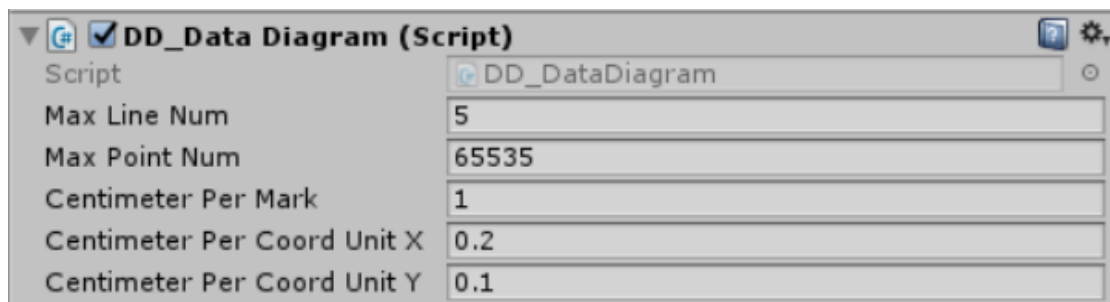 DD_Data Diagram (Script)
Script DD_DataDiagram
Max Line Num 5
Max Point Num 65535
Centimeter Per Mark 1
Centimeter Per Coord Unit X 0.2
Centimeter Per Coord Unit Y 0.1